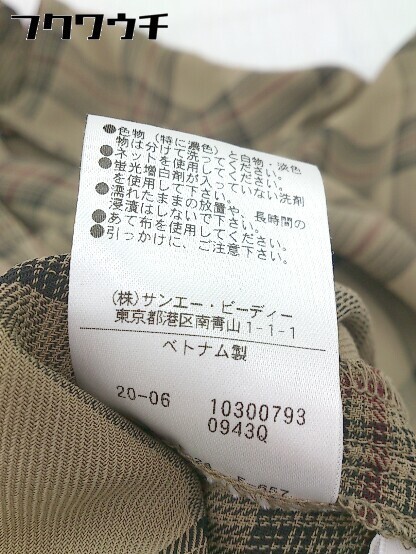 フクワウチ
●色物（特に濃色）と白物・淡色
物は分けて洗ってください。
●ネットを使用してください。
●蛍光増白剤が入っていない洗剤
を使用して下さい。
●濡れたままの放置や、長時間の
浸漬はしないで下さい。
●あて布を使用してください。
●引っかけに、ご注意下さい。
(株)サンエー・ビーディー
東京都港区南青山1-1-1
ベトナム製
20-06 10300793
0943Q